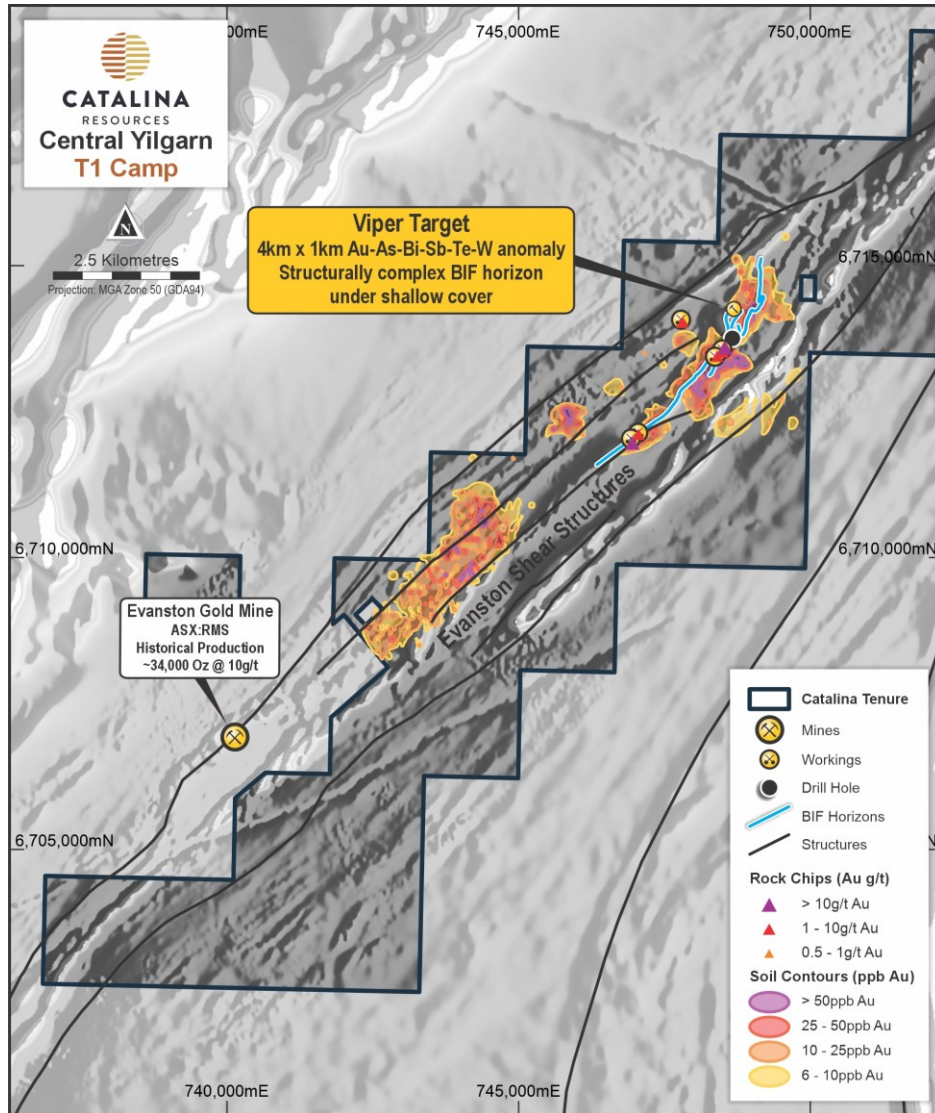 745,000mE
750,000mE
CATALINA
RESOURCES
Central Yilgarn
T1 Camp
N
2.5 Kilometres
Projection: MGA Zone 50 (GDA94)
Viper Target
4km x 1km Au-As-Bi-Sb-Te-W anomaly
Structurally complex BIF horizon
under shallow cover
6,715,000mN
Evanston Shear Structures
6,710,000mN
6,710,000mN
Evanston Gold Mine
ASX:RMS
Historical Production
~34,000 Oz @ 10g/t
6,705,000mN
740,000mE
745,000mE
Catalina Tenure
Mines
Workings
Drill Hole
BIF Horizons
Structures
Rock Chips (Au g/t)
> 10g/t Au
1 - 10g/t Au
0.5 - 1g/t Au
Soil Contours (ppb Au)
> 50ppb Au
25 - 50ppb Au
10 - 25ppb Au
6 - 10ppb Au